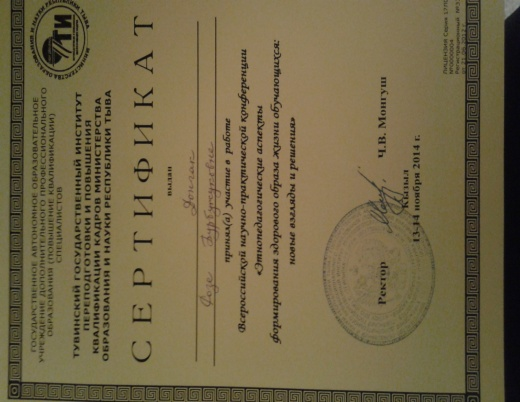 ГОСУДАРСТВЕННОЕ АВТОНОМНОЕ ОБРАЗОВАТЕЛЬНОЕ
УЧРЕЖДЕНИЕ ДОПОЛНИТЕЛЬНОГО ПРОФЕССИОНАЛЬНОГО
ОБРАЗОВАНИЯ (ПОВЫШЕНИЕ КВАЛИФИКАЦИИ)
СПЕЦИАЛИСТОВ
ТУВИНСКИЙ ГОСУДАРСТВЕННЫЙ ИНСТИТУТ
ПЕРЕПОДГОТОВКИ И ПОВЫШЕНИЯ
КВАЛИФИКАЦИИ КАДРОВ МИНИСТЕРСТВА
ОБРАЗОВАНИЯ И НАУКИ РЕСПУБЛИКИ ТЫВА
СЕРТИФИКАТ
выдан
Донгак
принял(а) участие в работе
Всероссийской научно-практической конференции
«Этнопедагогические аспекты
формирования здорового образа жизни обучающихся:
новые взгляды и решения»
Ректор Ч.В. Монгуш
Кызыл
13-14 ноября 2014 г.